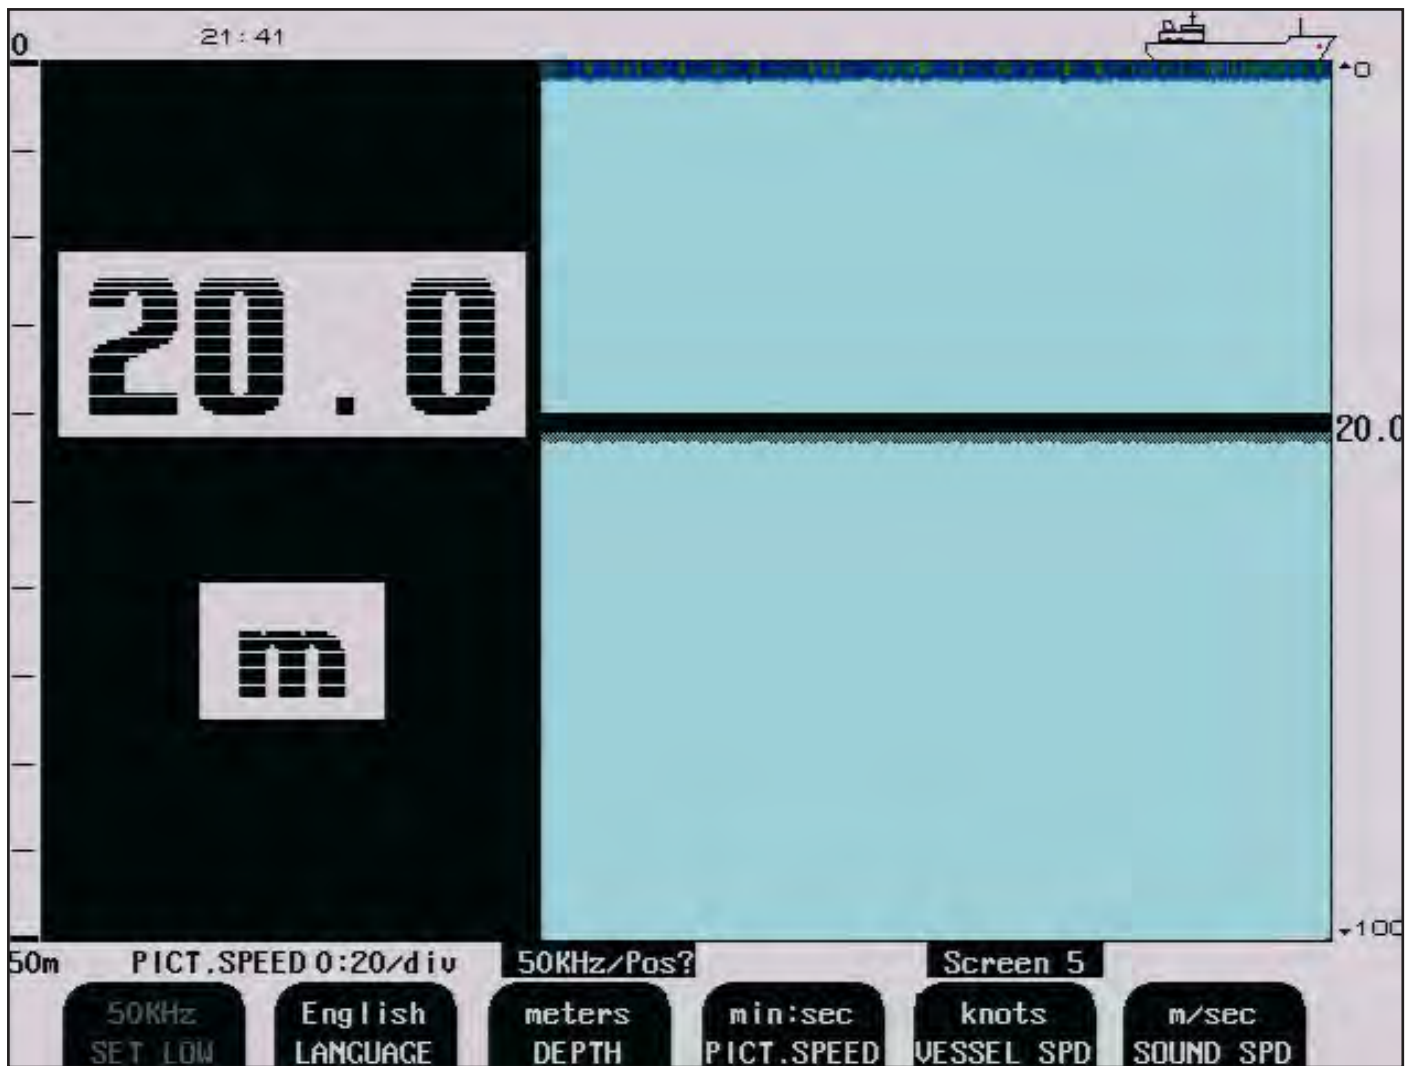 0
21:41
0
20.0
20.0
m
100
50m PICT.SPEED 0:20/div 50KHz/Pos? Screen 5
50KHz English meters min:sec knots m/sec
SET LOW LANGUAGE DEPTH PICT.SPEED VESSEL SPD SOUND SPD